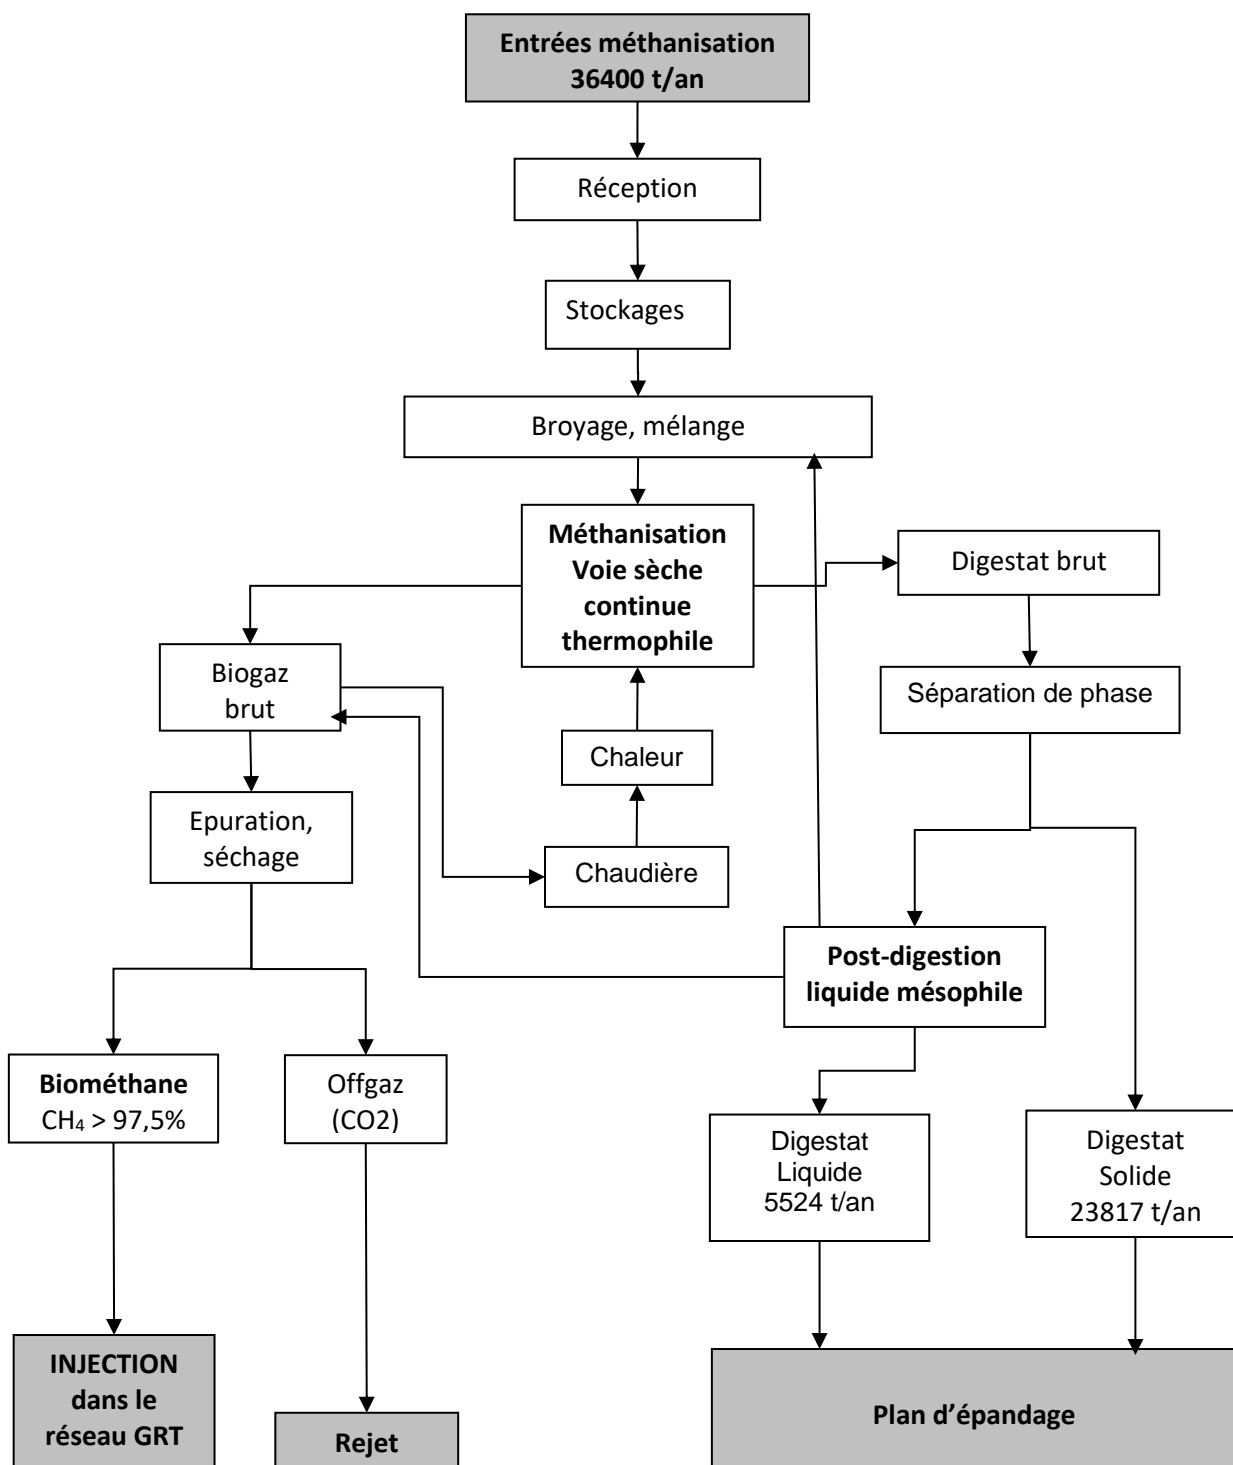 Entrées méthanisation
36400 t/an
Réception
Stockages
Broyage, mélange
Méthanisation
Voie sèche
continue
thermophile
Digestat brut
Biogaz
brut
Séparation de phase
Chaleur
Epuration,
séchage
Chaudière
Post-digestion
liquide mésophile
Biométhane
CH₄ > 97,5%
Offgaz
(CO2)
Digestat
Liquide
5524 t/an
Digestat
Solide
23817 t/an
INJECTION
dans le
réseau GRT
Rejet
Plan d’épandage